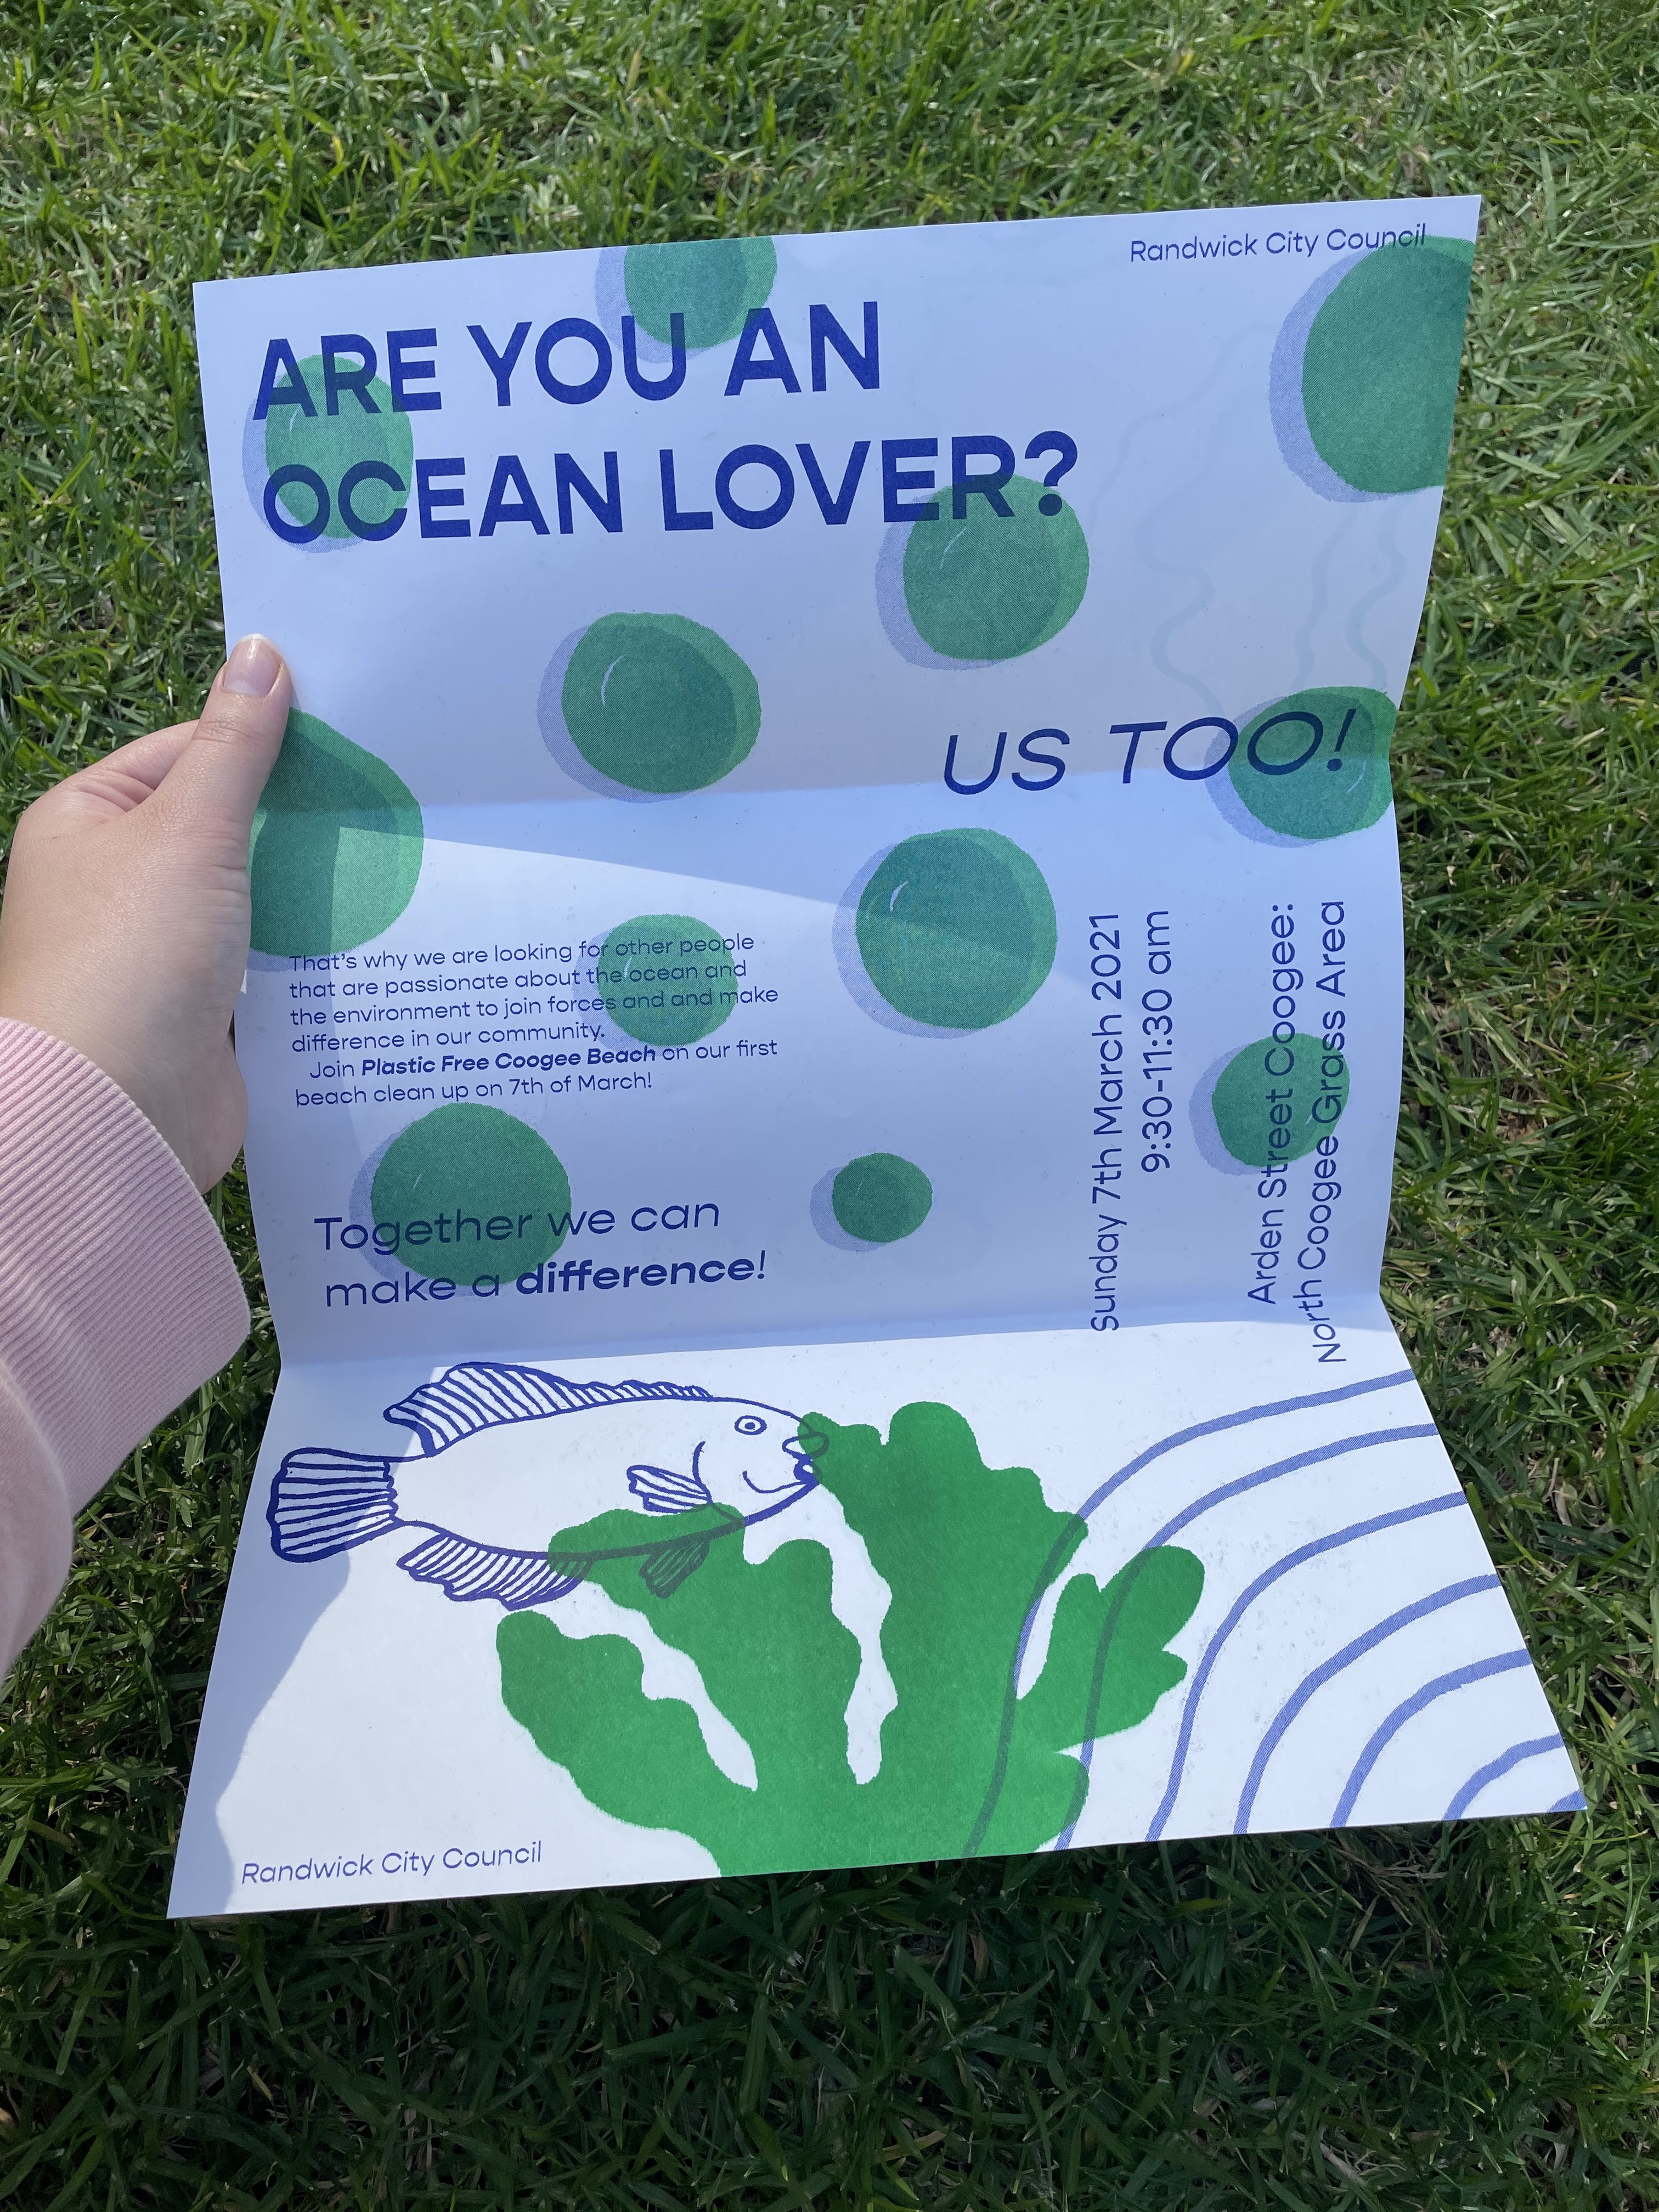 Randwick City Council
ARE YOU AN
OCEAN LOVER?
US TOO!
That's why we are looking for other people
that are passionate about the ocean and
the environment to join forces and and make
difference in our community.
Join Plastic Free Coogee Beach on our first
beach clean up on 7th of March!
Together we can
make a difference!
Sunday 7th March 2021
9:30-11:30 am
Arden Street Coogee:
North Coogee Grass Area
Randwick City Council